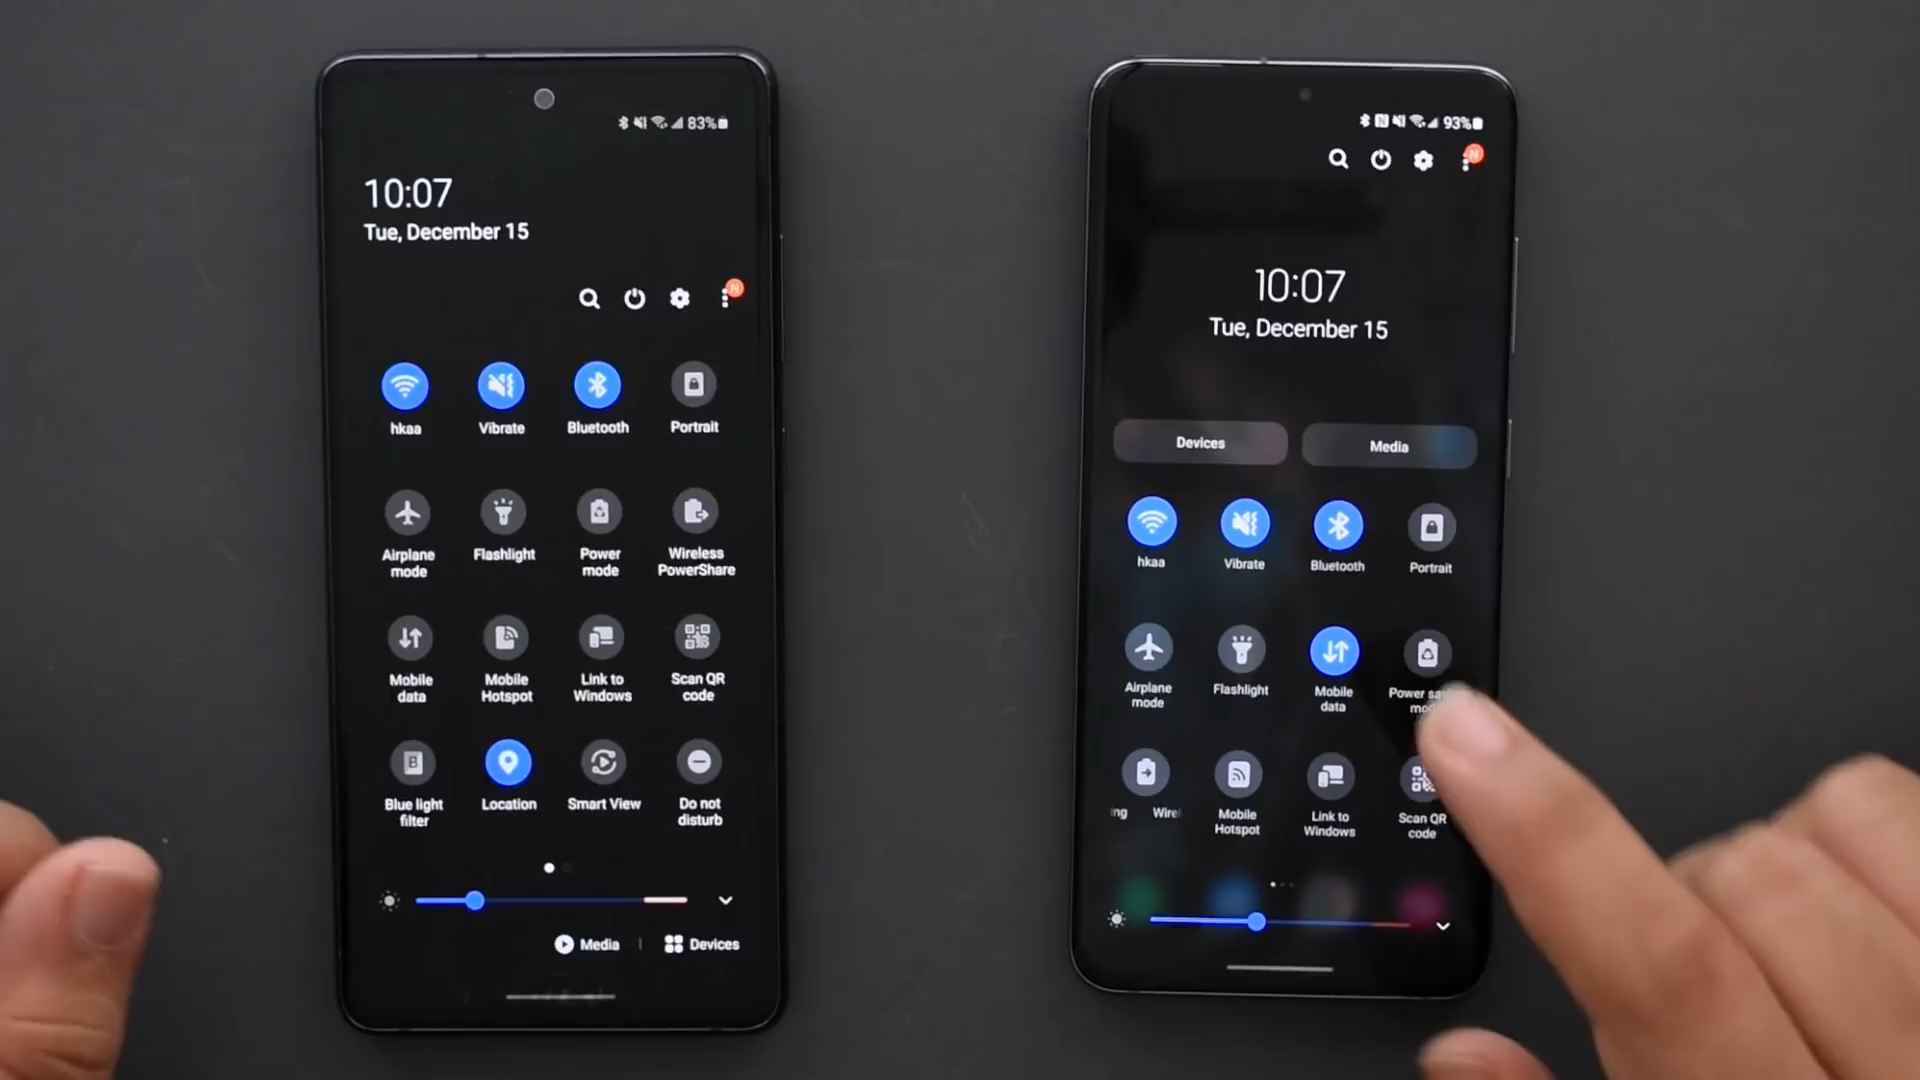 83%
10:07
Tue, December 15
N
hkaa
Vibrate
Bluetooth
Portrait
Airplane
mode
Flashlight
Power
mode
Wireless
PowerShare
Mobile
data
Mobile
Hotspot
Link to
Windows
Scan QR
code
B
Blue light
filter
Location
Smart View
Do not
disturb
Media
Devices
N
93%
N
10:07
Tue, December 15
Devices
Media
hkaa
Vibrate
Bluetooth
Portrait
Airplane
mode
Flashlight
Mobile
data
Power
ing
Mobile
Hotspot
Link to
Windows
Scan QR
code